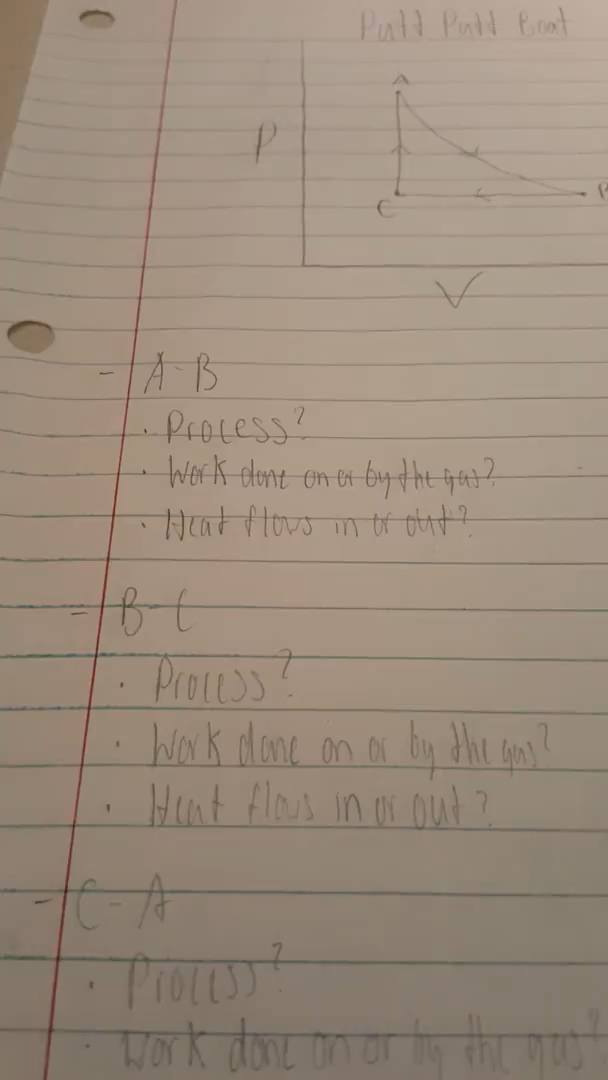 Putt Putt Boat
A
P
C
B
V
- A-B
· Process?
· Work done on or by the gas?
· Heat flows in or out?
- B-C
· Process?
· Work done on or by the gas?
· Heat flows in or out?
- C-A
· Process?
· Work done on or by the gas?